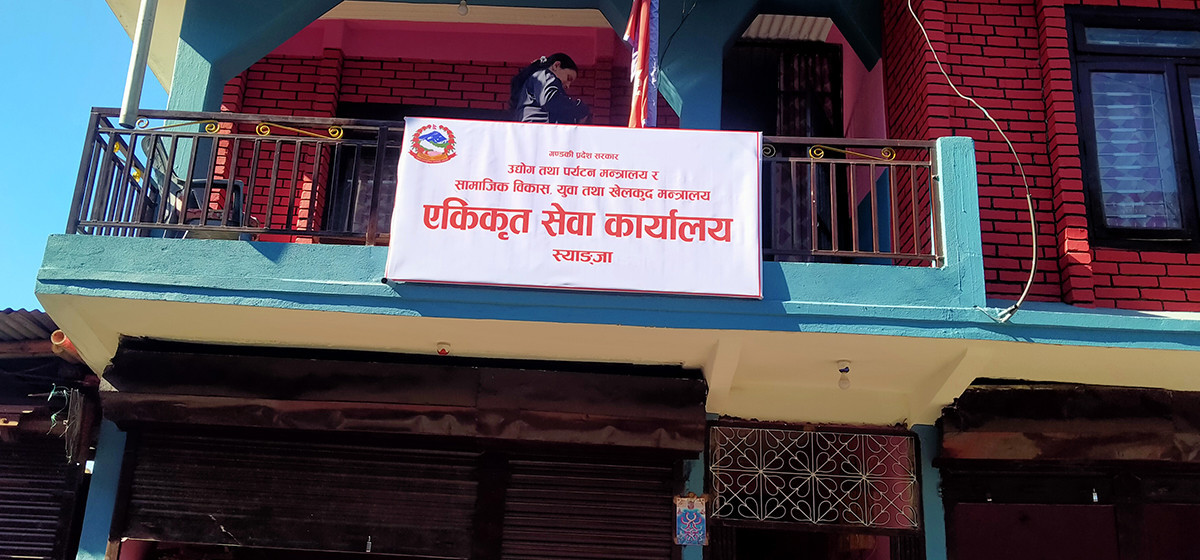 गण्डकी प्रदेश सरकार
उद्योग तथा पर्यटन मन्त्रालय र
सामाजिक विकास, युवा तथा खेलकुद मन्त्रालय
एकिकृत सेवा कार्यालय
स्याङ्जा